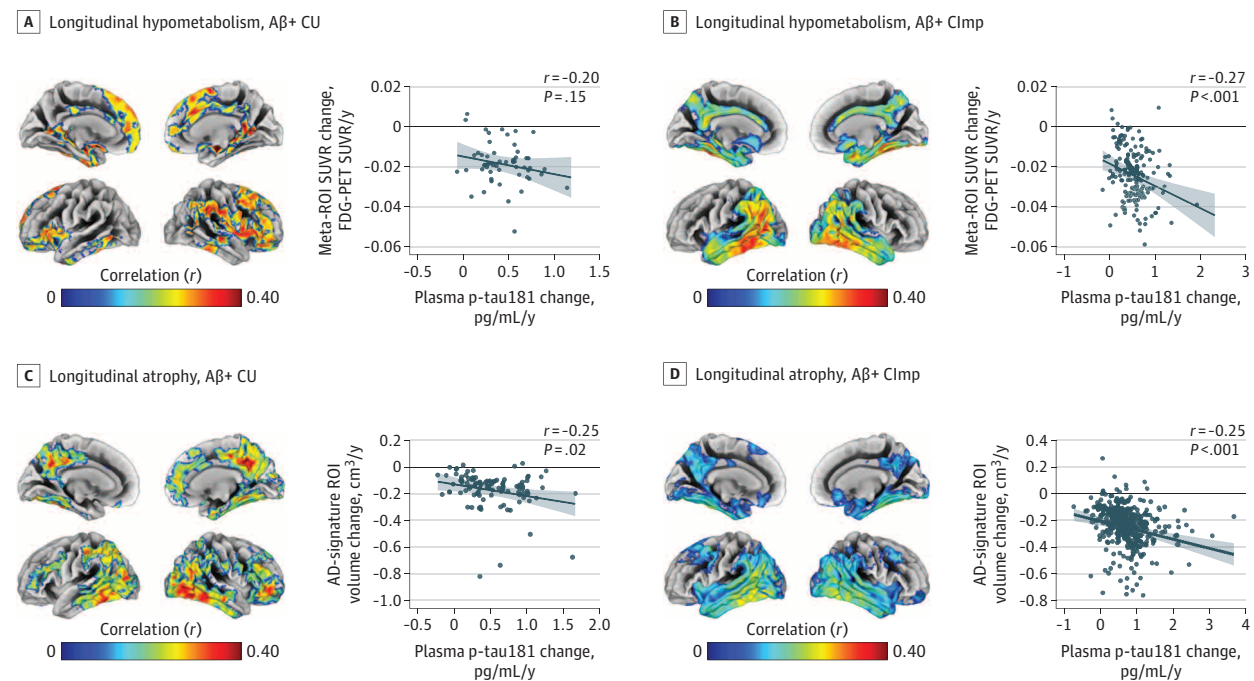 A Longitudinal hypometabolism, Aβ+ CU
r=–0.20
P=.15
Meta-ROI SUVR change,
FDG-PET SUVR/y
0.02
0
–0.02
–0.04
–0.06
–0.5 0 0.5 1.0 1.5
Plasma p-tau181 change,
pg/mL/y
Correlation (r)
0 0.40
B Longitudinal hypometabolism, Aβ+ CImp
r=–0.27
P<.001
Meta-ROI SUVR change,
FDG-PET SUVR/y
0.02
0
–0.02
–0.04
–0.06
–1 0 1 2 3
Plasma p-tau181 change,
pg/mL/y
Correlation (r)
0 0.40
C Longitudinal atrophy, Aβ+ CU
r=–0.25
P=.02
AD-signature ROI
volume change, cm³/y
0.2
0
–0.2
–0.4
–0.6
–0.8
–1.0
–0.5 0 0.5 1.0 1.5 2.0
Plasma p-tau181 change,
pg/mL/y
Correlation (r)
0 0.40
D Longitudinal atrophy, Aβ+ CImp
r=–0.25
P<.001
AD-signature ROI
volume change, cm³/y
0.4
0.2
0
–0.2
–0.4
–0.6
–0.8
–1 0 1 2 3 4
Plasma p-tau181 change,
pg/mL/y
Correlation (r)
0 0.40